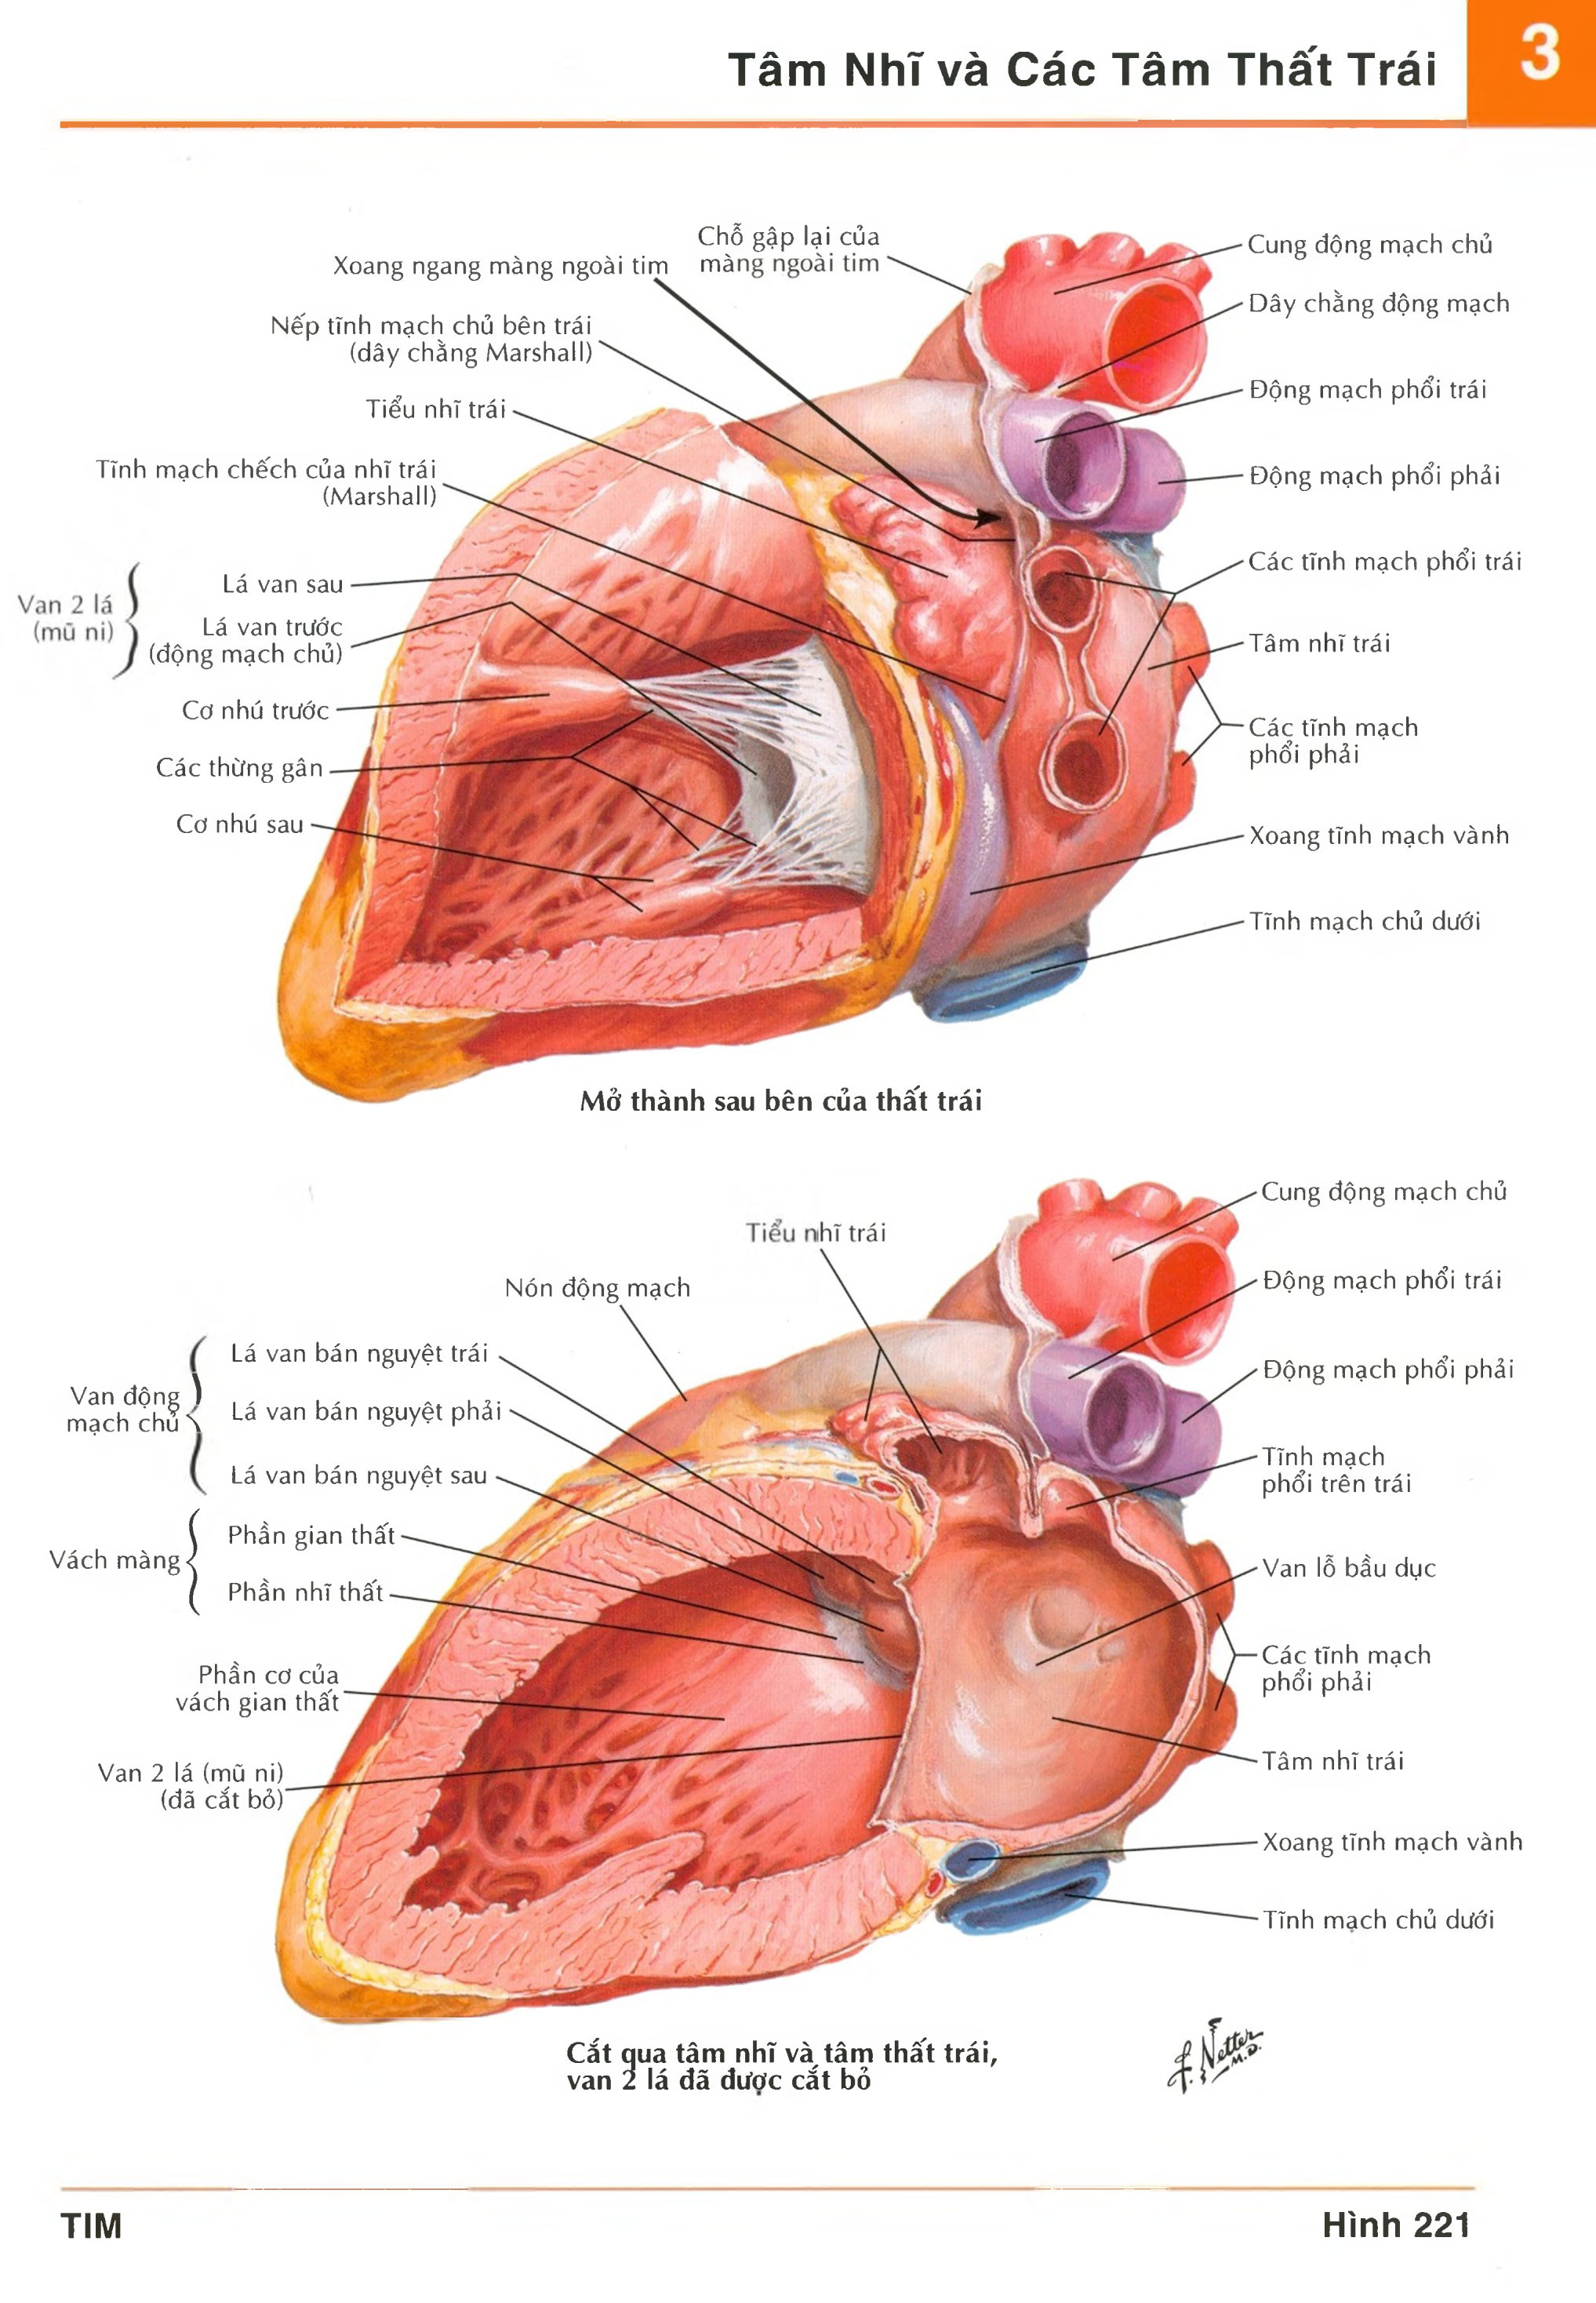 Tâm Nhĩ và Các Tâm Thất Trái
3
Chỗ gập lại của
màng ngoài tim
Xoang ngang màng ngoài tim
Nếp tĩnh mạch chủ bên trái
(dây chằng Marshall)
Tiểu nhĩ trái
Tĩnh mạch chếch của nhĩ trái
(Marshall)
Van 2 lá
(mũ ni)
Lá van sau
Lá van trước
(động mạch chủ)
Cơ nhú trước
Các thừng gân
Cơ nhú sau
Cung động mạch chủ
Dây chằng động mạch
Động mạch phổi trái
Động mạch phổi phải
Các tĩnh mạch phổi trái
Tâm nhĩ trái
Các tĩnh mạch
phổi phải
Xoang tĩnh mạch vành
Tĩnh mạch chủ dưới
Mở thành sau bên của thất trái
Tiểu nhĩ trái
Nón động mạch
Van động
mạch chủ
Lá van bán nguyệt trái
Lá van bán nguyệt phải
Lá van bán nguyệt sau
Vách màng
Phần gian thất
Phần nhĩ thất
Phần cơ của
vách gian thất
Van 2 lá (mũ ni)
(đã cắt bỏ)
Cung động mạch chủ
Động mạch phổi trái
Động mạch phổi phải
Tĩnh mạch
phổi trên trái
Van lỗ bầu dục
Các tĩnh mạch
phổi phải
Tâm nhĩ trái
Xoang tĩnh mạch vành
Tĩnh mạch chủ dưới
Cắt qua tâm nhĩ và tâm thất trái,
van 2 lá đã được cắt bỏ
F. Netter
M.D.
TIM
Hình 221